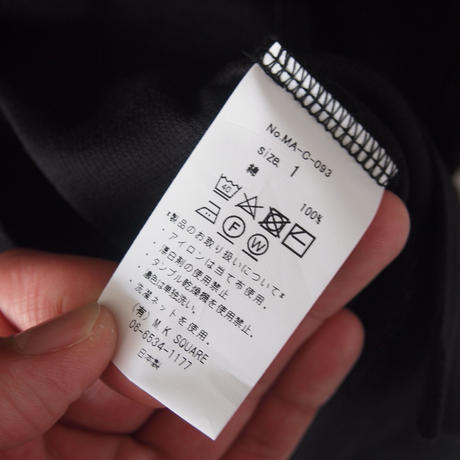 No.MA-C-093
size. 1
綿 100%
40
F W
*製品のお取り扱いについて*
・アイロンは当て布使用.
・漂白剤の使用禁止
・タンブル乾燥機を使用禁止.
・濃色は単独洗い.
・洗濯ネットを使用.
(有) M.K SQUARE
06-6534-1177
日本製